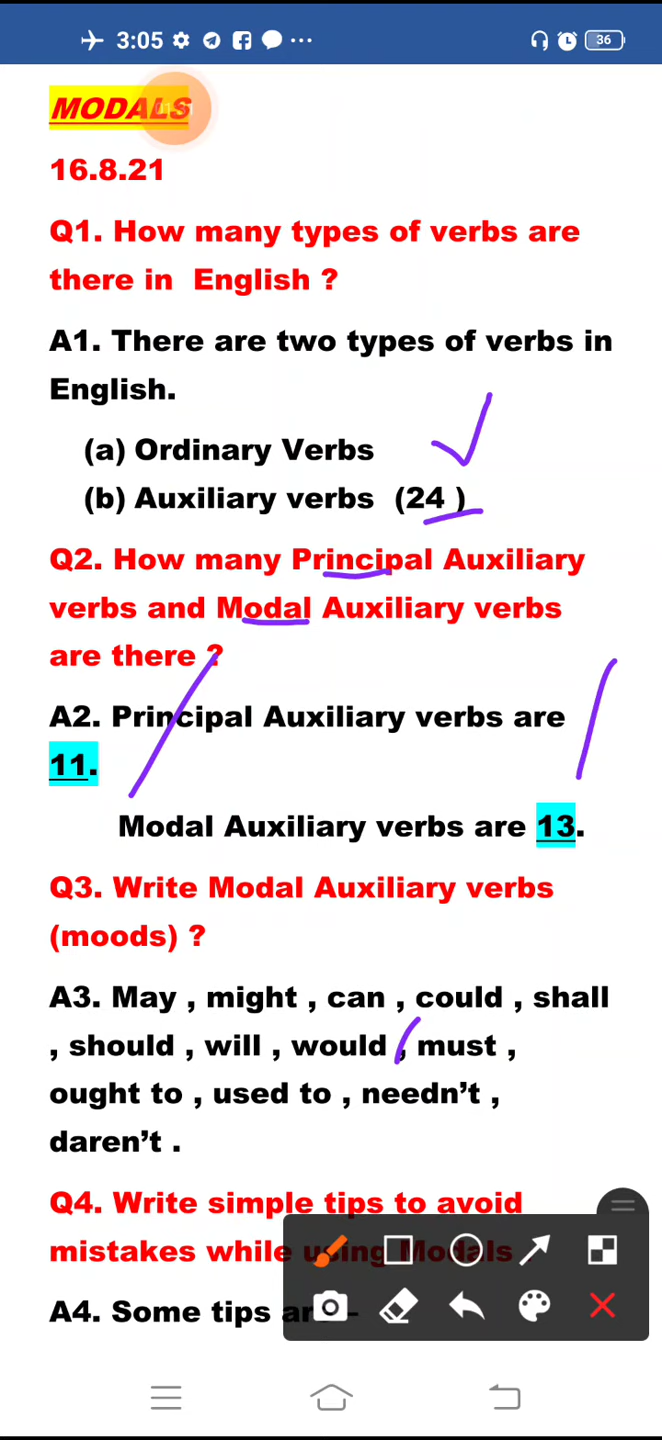 3:05
36
MODALS
16.8.21
Q1. How many types of verbs are
there in English ?
A1. There are two types of verbs in
English.
(a) Ordinary Verbs
(b) Auxiliary verbs (24 )
Q2. How many Principal Auxiliary
verbs and Modal Auxiliary verbs
are there ?
A2. Principal Auxiliary verbs are
11.
Modal Auxiliary verbs are 13.
Q3. Write Modal Auxiliary verbs
(moods) ?
A3. May , might , can , could , shall
, should , will , would , must ,
ought to , used to , needn’t ,
daren’t .
Q4. Write simple tips to avoid
mistakes while using Modals
A4. Some tips are -